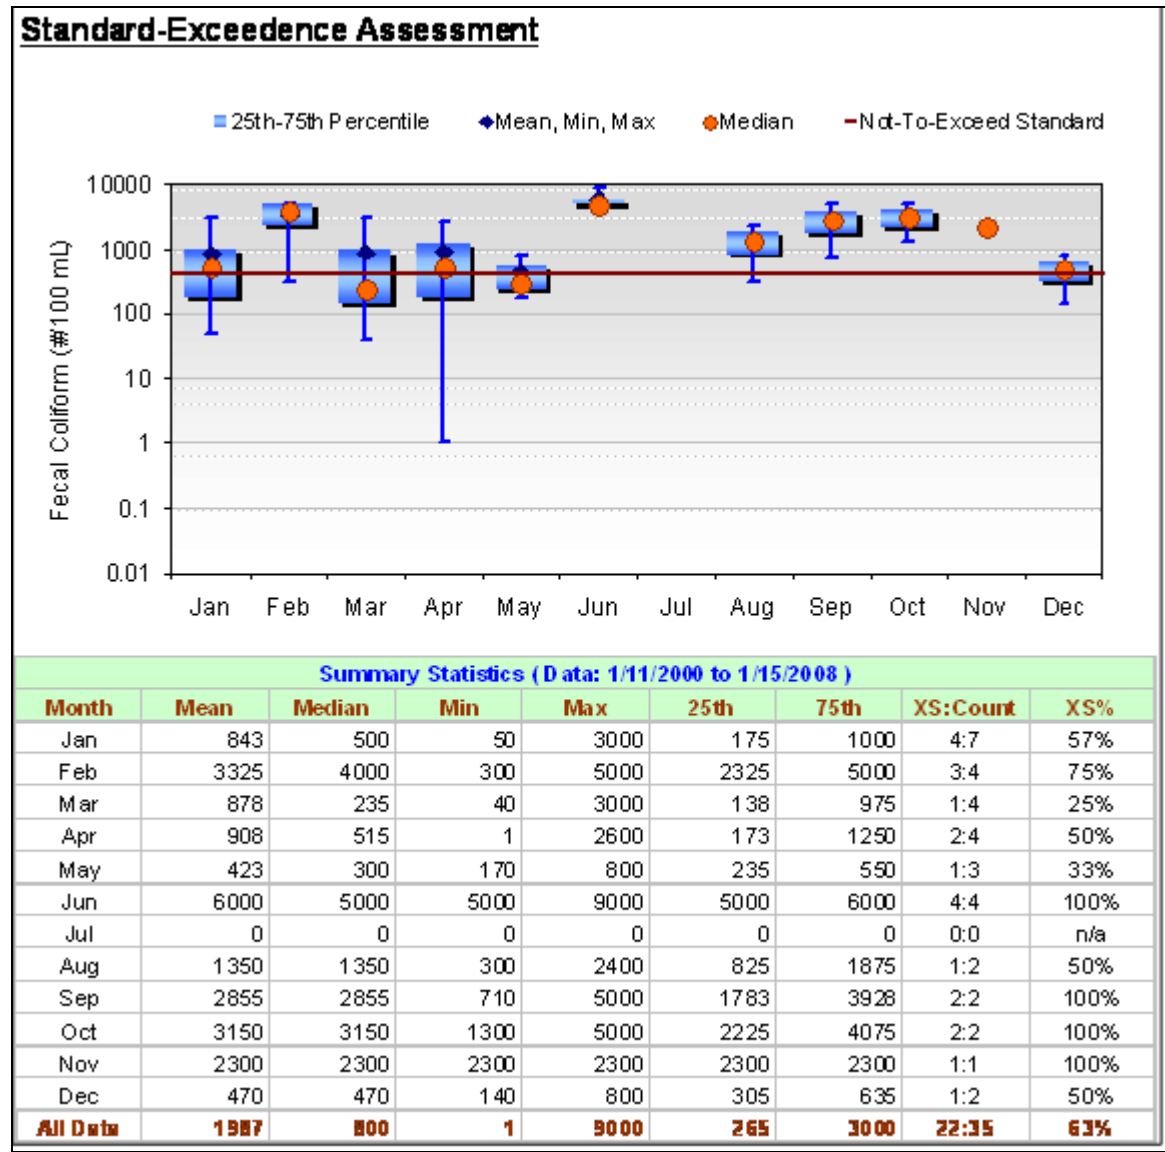 Standard-Exceedence Assessment
25th-75th Percentile Mean, Min, Max Median Not-To-Exceed Standard
Fecal Coliform (#/100 mL)
10000
1000
100
10
1
0.1
0.01
Jan Feb Mar Apr May Jun Jul Aug Sep Oct Nov Dec
Summary Statistics (Data: 1/11/2000 to 1/15/2008 )
Month Mean Median Min Max 25th 75th XS:Count XS%
Jan 843 500 50 3000 175 1000 4:7 57%
Feb 3325 4000 300 5000 2325 5000 3:4 75%
Mar 878 235 40 3000 138 975 1:4 25%
Apr 908 515 1 2600 173 1250 2:4 50%
May 423 300 170 800 235 550 1:3 33%
Jun 6000 5000 5000 9000 5000 6000 4:4 100%
Jul 0 0 0 0 0 0 0:0 n/a
Aug 1350 1350 300 2400 825 1875 1:2 50%
Sep 2855 2855 710 5000 1783 3928 2:2 100%
Oct 3150 3150 1300 5000 2225 4075 2:2 100%
Nov 2300 2300 2300 2300 2300 2300 1:1 100%
Dec 470 470 140 800 305 635 1:2 50%
All Data 1987 800 1 9000 265 3000 22:35 63%